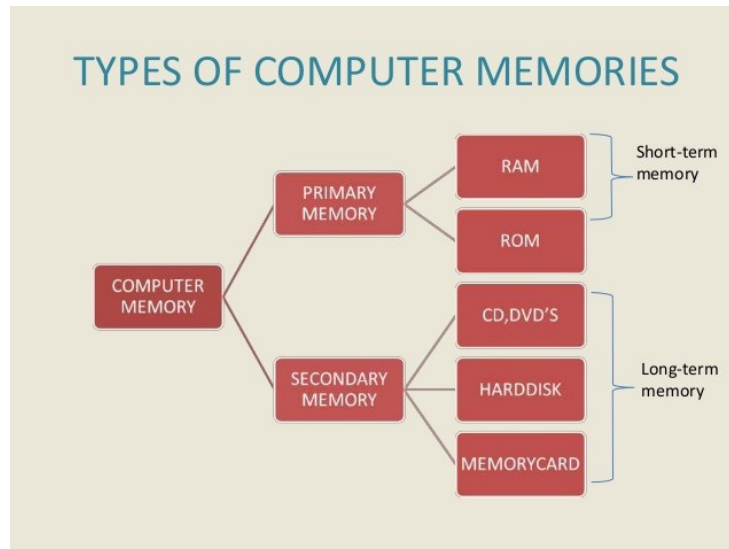 TYPES OF COMPUTER MEMORIES
COMPUTER
MEMORY
PRIMARY
MEMORY
RAM
ROM
Short-term
memory
SECONDARY
MEMORY
CD,DVD'S
HARDDISK
MEMORYCARD
Long-term
memory